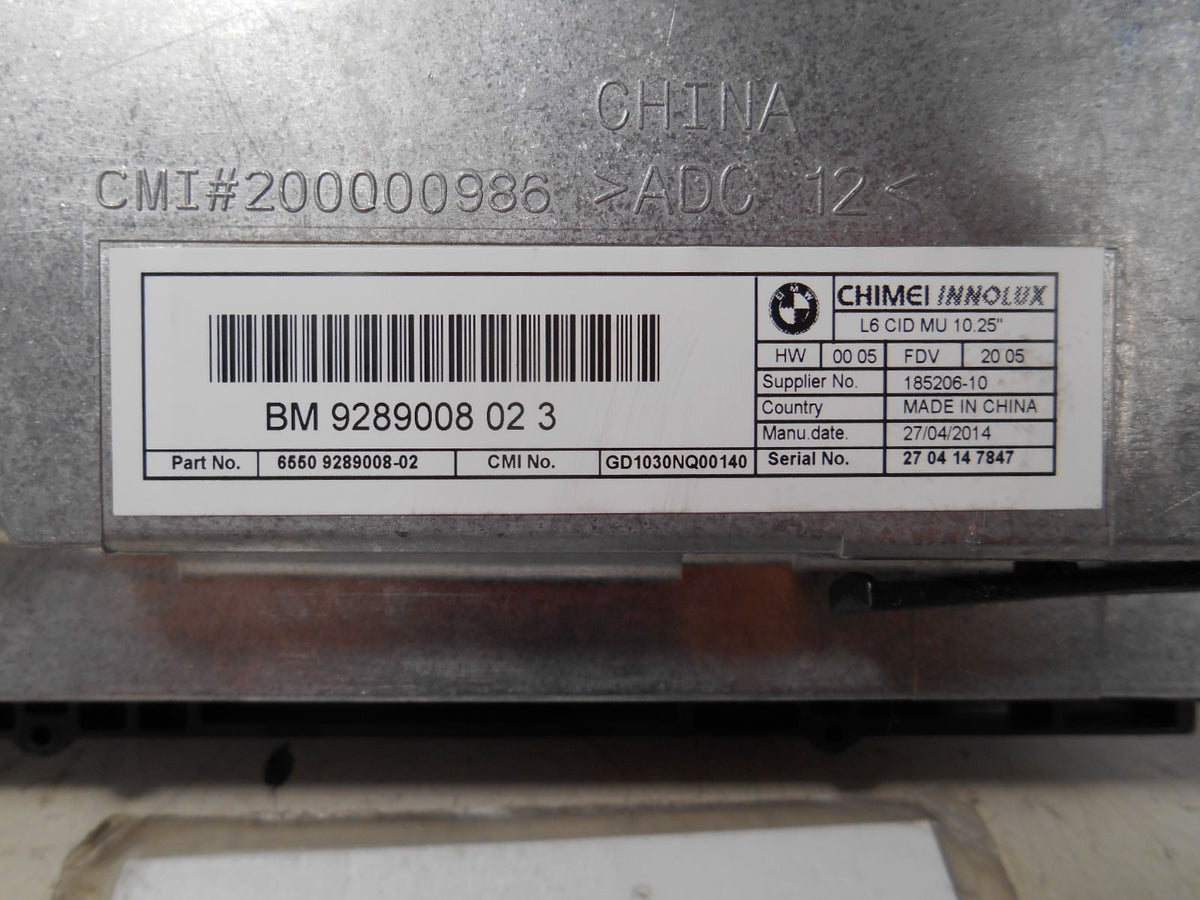 CHINA
CMI#200000986 >ADC 12<
BMW
CHIMEI INNOLUX
L6 CID MU 10.25"
HW 00 05 FDV 20 05
Supplier No. 185206-10
Country MADE IN CHINA
Manu.date. 27/04/2014
Serial No. 27 04 14 7847
BM 9289008 02 3
Part No. 6550 9289008-02 CMI No. GD1030NQ00140